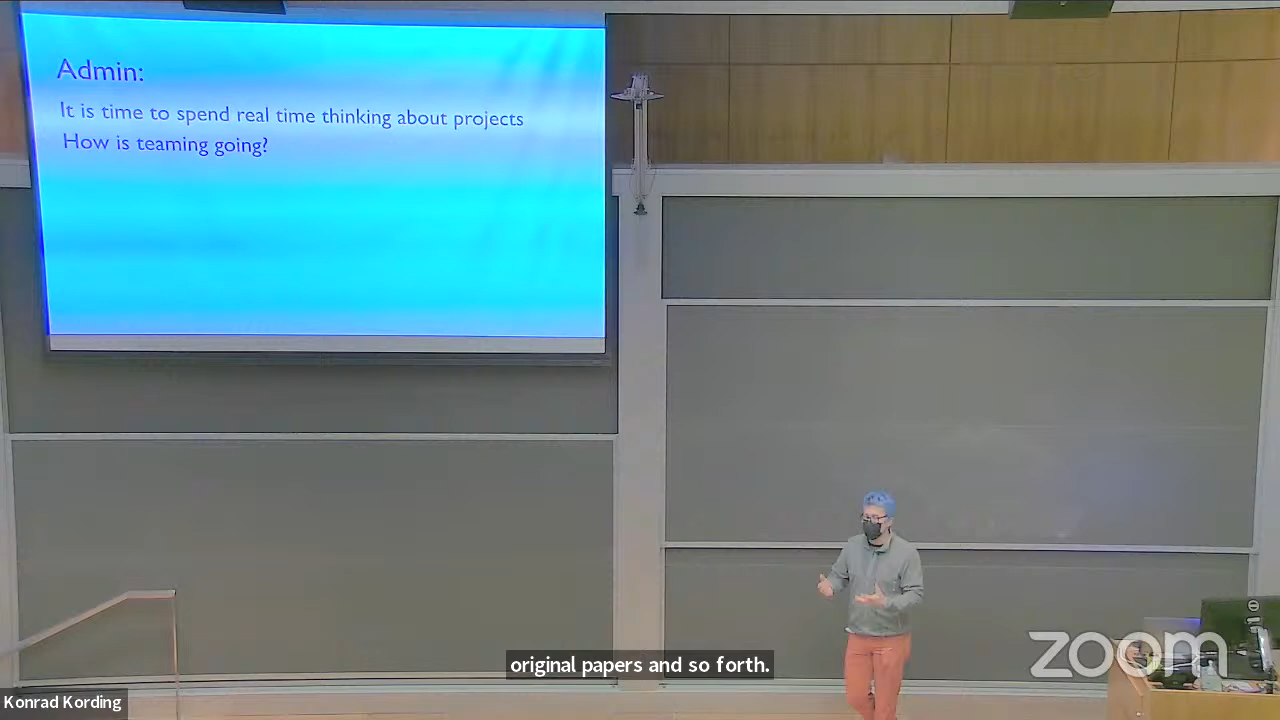 Admin:
It is time to spend real time thinking about projects
How is teaming going?
original papers and so forth.
zoom
Konrad Kording